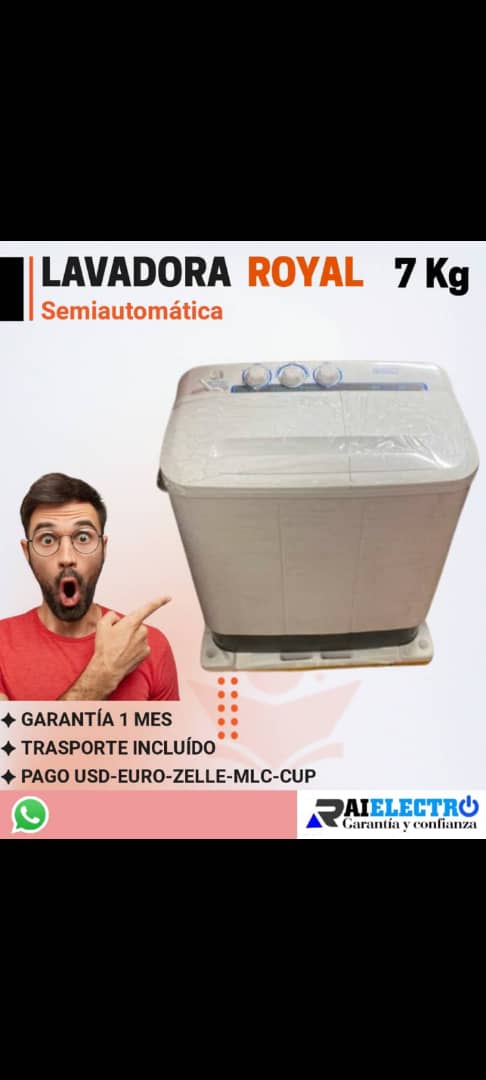 LAVADORA ROYAL 7 Kg
Semiautomática
GARANTÍA 1 MES
TRASPORTE INCLUÍDO
PAGO USD-EURO-ZELLE-MLC-CUP
RAIELECTRO
Garantía y confianza